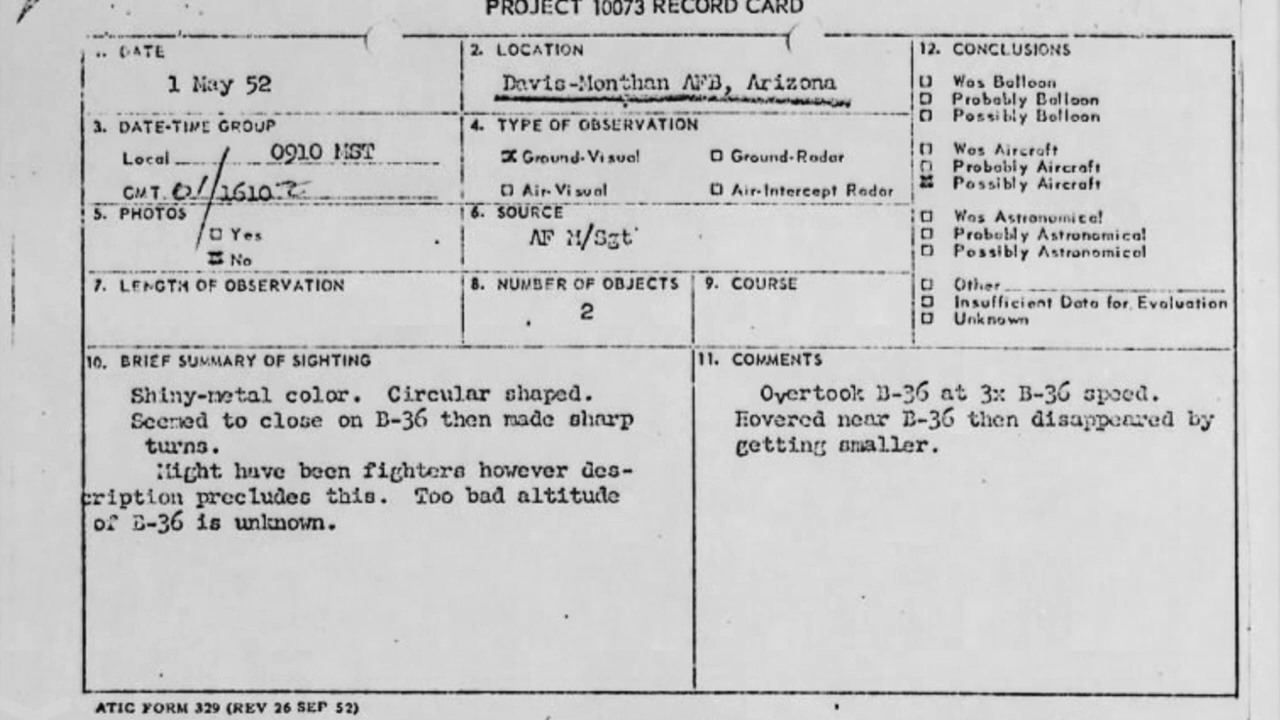 PROJECT 10073 RECORD CARD
1. DATE
1 May 52
2. LOCATION
Davis-Monthan AFB, Arizona
3. DATE-TIME GROUP
Local 0910 MST
GMT. 01/1610Z
4. TYPE OF OBSERVATION
☒ Ground-Visual ☐ Ground-Radar
☐ Air-Visual ☐ Air-Intercept Radar
5. PHOTOS
☐ Yes
☒ No
6. SOURCE
AF M/Sgt
7. LENGTH OF OBSERVATION
8. NUMBER OF OBJECTS
2
9. COURSE
10. BRIEF SUMMARY OF SIGHTING
Shiny-metal color. Circular shaped.
Seemed to close on B-36 then made sharp
turns.
Might have been fighters however des-
cription precludes this. Too bad altitude
of B-36 is unknown.
11. COMMENTS
Overtook B-36 at 3x B-36 speed.
Hovered near B-36 then disappeared by
getting smaller.
12. CONCLUSIONS
☐ Was Balloon
☐ Probably Balloon
☐ Possibly Balloon
☐ Was Aircraft
☐ Probably Aircraft
☒ Possibly Aircraft
☐ Was Astronomical
☐ Probably Astronomical
☐ Possibly Astronomical
☐ Other
☐ Insufficient Data for Evaluation
☐ Unknown
ATIC FORM 329 (REV 26 SEP 52)